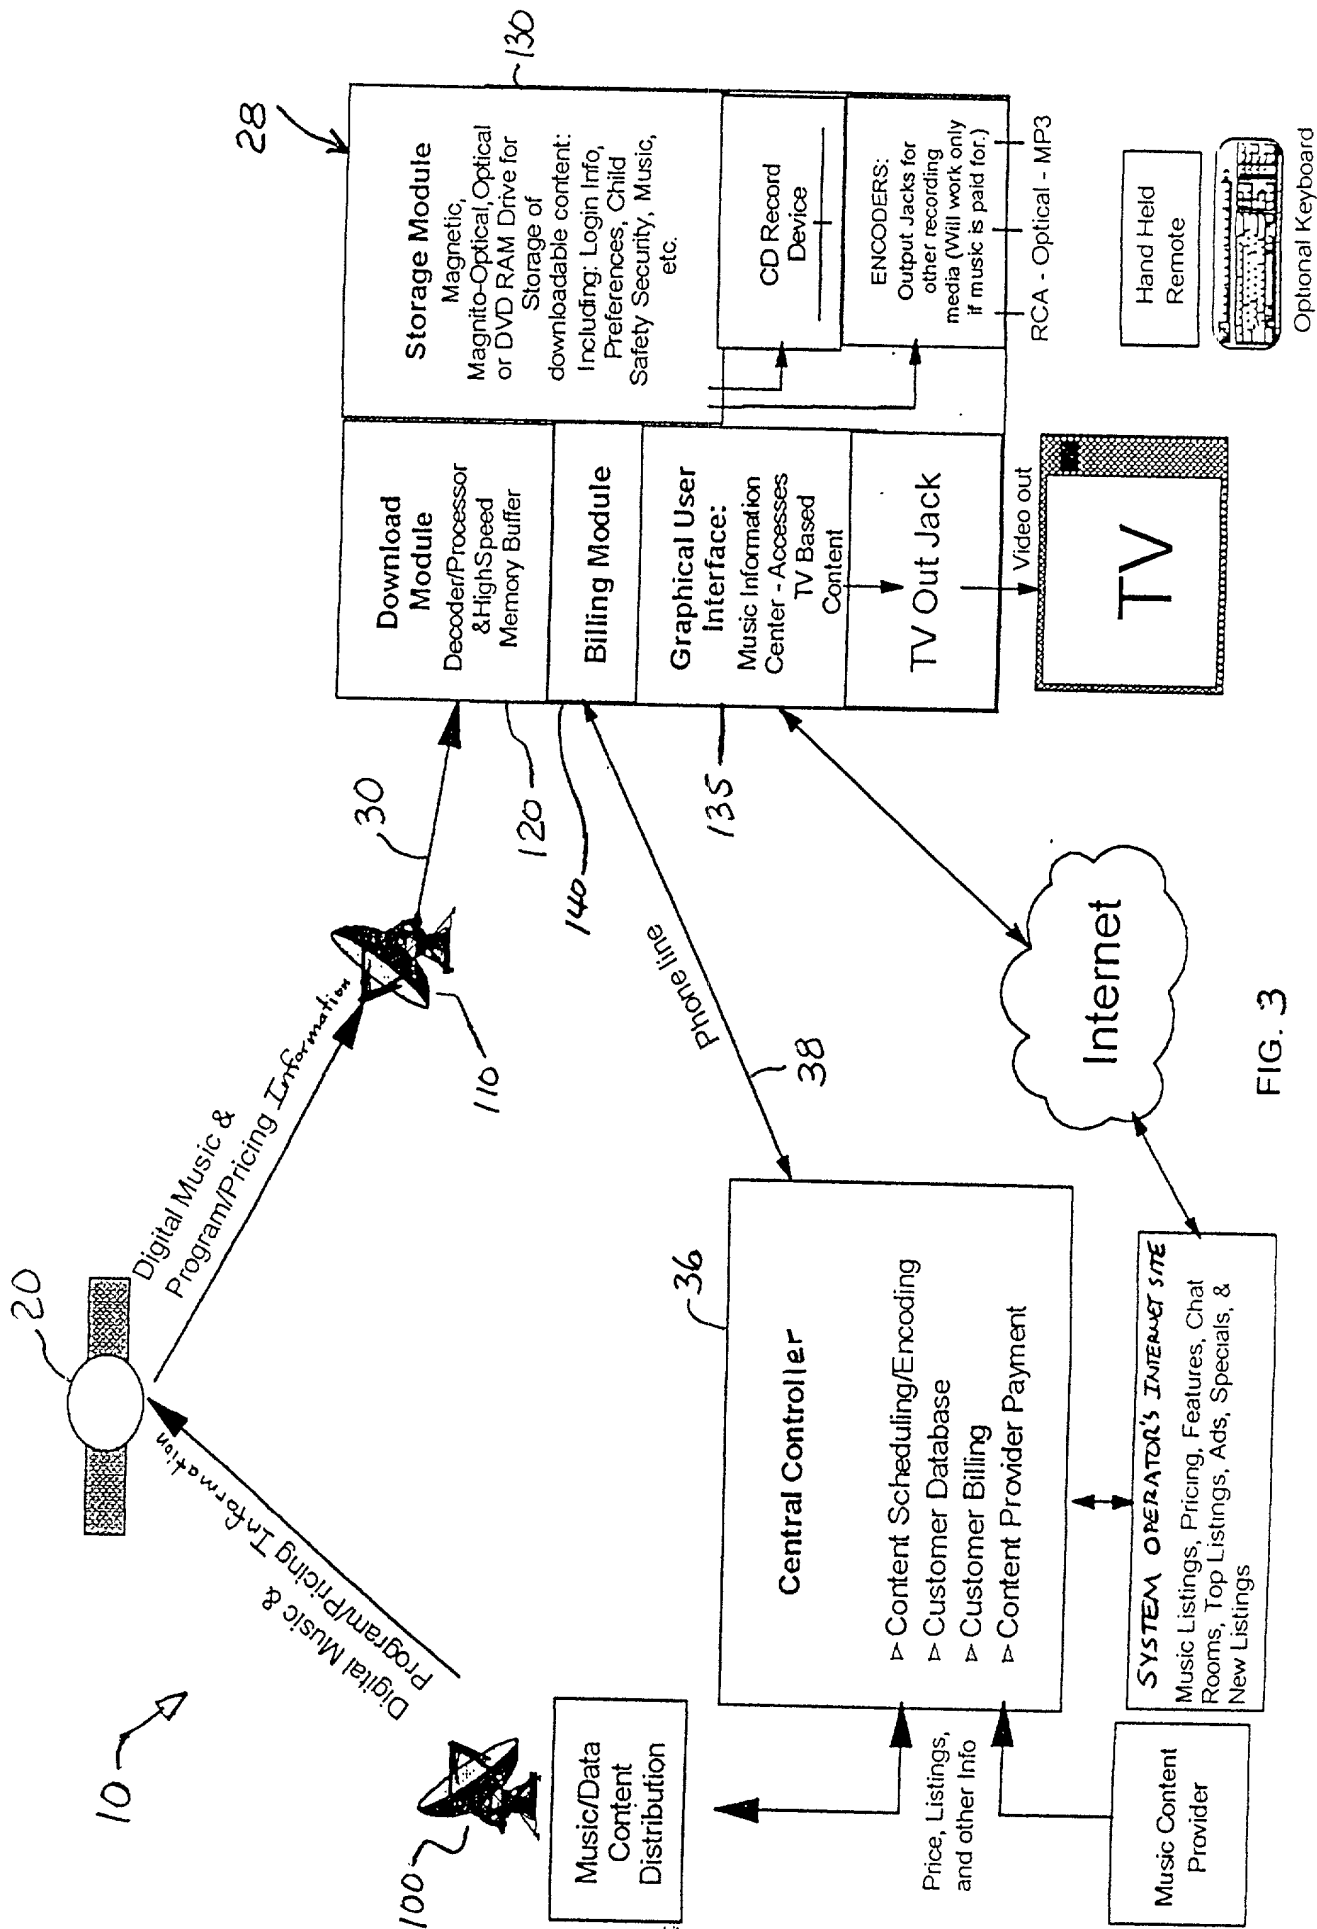 10
20
Digital Music &
Program/Pricing Information
Digital Music &
Program/Pricing Information
100
110
30
28
130
Music/Data
Content
Distribution
Download
Module
Decoder/Processor
&HighSpeed
Memory Buffer
120
Billing Module
140
Graphical User
Interface:
Music Information
Center - Accesses
TV Based
Content
135
TV Out Jack
Video out
TV
Storage Module
Magnetic,
Magnito-Optical,Optical
or DVD RAM Drive for
Storage of
downloadable content:
Including: Login Info,
Preferences, Child
Safety Security, Music,
etc.
CD Record
Device
ENCODERS:
Output Jacks for
other recording
media (Will work only
if music is paid for.)
RCA - Optical - MP3
Hand Held
Remote
Optional Keyboard
Phone line
38
36
Central Controller
▷ Content Scheduling/Encoding
▷ Customer Database
▷ Customer Billing
▷ Content Provider Payment
Price, Listings,
and other Info
Music Content
Provider
SYSTEM OPERATOR'S INTERNET SITE
Music Listings, Pricing, Features, Chat
Rooms, Top Listings, Ads, Specials, &
New Listings
Internet
FIG. 3